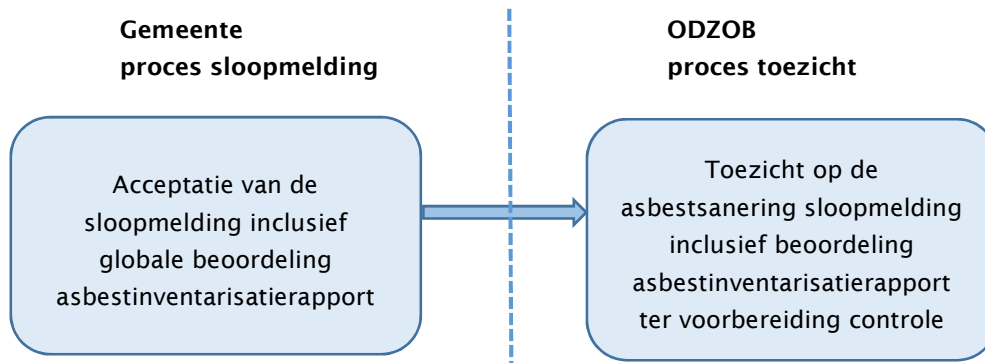 Gemeente
proces sloopmelding
Acceptatie van de
sloopmelding inclusief
globale beoordeling
asbestinventarisatierapport
ODZOB
proces toezicht
Toezicht op de
asbestsanering sloopmelding
inclusief beoordeling
asbestinventarisatierapport
ter voorbereiding controle